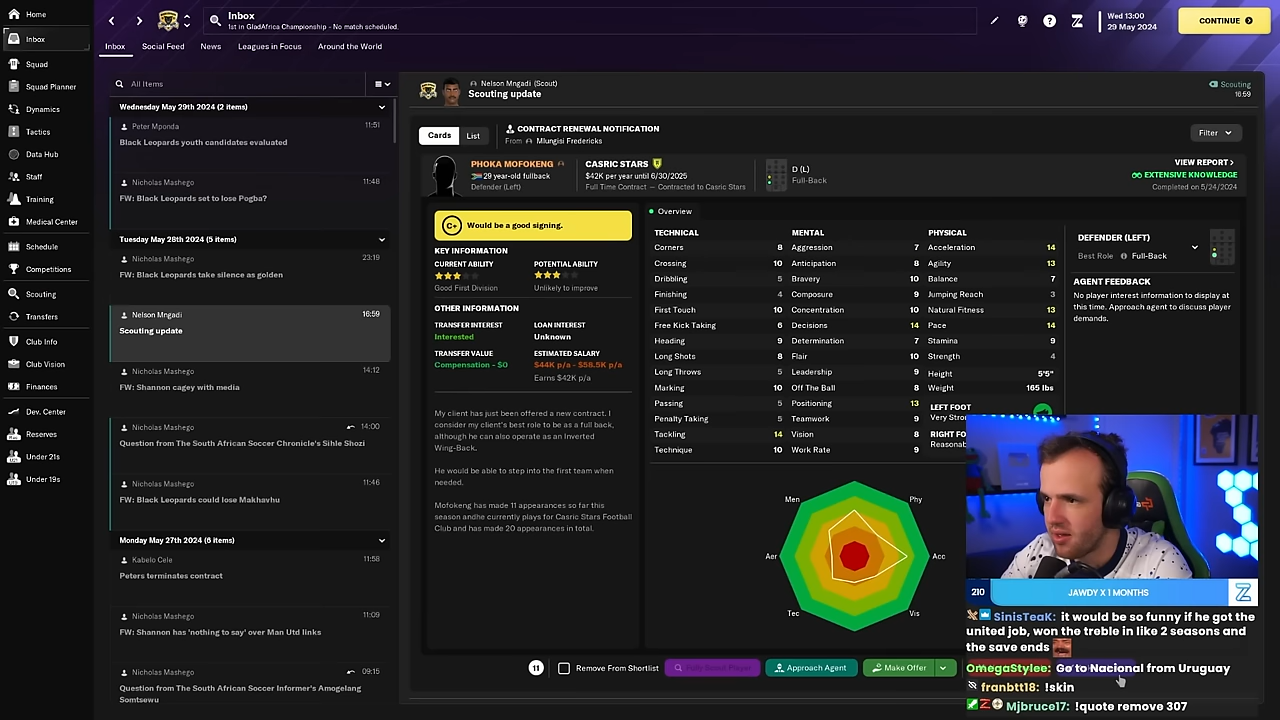 Home
Inbox
Squad
Squad Planner
Dynamics
Tactics
Data Hub
Staff
Training
Medical Center
Schedule
Competitions
Scouting
Transfers
Club Info
Club Vision
Finances
Dev. Center
Reserves
Under 21s
Under 19s
Inbox
1st in GladAfrica Championship - No match scheduled.
Wed 13:00
29 May 2024
CONTINUE
Inbox Social Feed News Leagues in Focus Around the World
All Items
Wednesday May 29th 2024 (2 items)
Peter Mponda 11:51
Black Leopards youth candidates evaluated
Nicholas Mashego 11:48
FW: Black Leopards set to lose Pogba?
Tuesday May 28th 2024 (5 items)
Nicholas Mashego 23:19
FW: Black Leopards take silence as golden
Nelson Mngadi 16:59
Scouting update
Nicholas Mashego 14:12
FW: Shannon cagey with media
Nicholas Mashego 14:00
Question from The South African Soccer Chronicle's Sihle Shozi
Nicholas Mashego 11:46
FW: Black Leopards could lose Makhavhu
Monday May 27th 2024 (6 items)
Kabelo Cele 11:58
Peters terminates contract
Nicholas Mashego 11:09
FW: Shannon has 'nothing to say' over Man Utd links
Nicholas Mashego 09:15
Question from The South African Soccer Informer's Amogelang
Somtsewu
Nelson Mngadi (Scout)
Scouting update
Scouting
16:59
Cards List
CONTRACT RENEWAL NOTIFICATION
From Mlungisi Fredericks
Filter
PHOKA MOFOKENG
29 year-old fullback
Defender (Left)
CASRIC STARS
$42K per year until 6/30/2025
Full Time Contract — Contracted to Casric Stars
D (L)
Full-Back
VIEW REPORT >
EXTENSIVE KNOWLEDGE
Completed on 5/24/2024
C+ Would be a good signing.
KEY INFORMATION
CURRENT ABILITY POTENTIAL ABILITY
Good First Division Unlikely to improve
OTHER INFORMATION
TRANSFER INTEREST LOAN INTEREST
Interested Unknown
TRANSFER VALUE ESTIMATED SALARY
Compensation - $0 $44K p/a - $58.5K p/a
Earns $42K p/a
My client has just been offered a new contract. I
consider my client's best role to be as a full back,
although he can also operate as an Inverted
Wing-Back.
He would be able to step into the first team when
needed.
Mofokeng has made 11 appearances so far this
season andhe currently plays for Casric Stars Football
Club and has made 20 appearances in total.
Overview
TECHNICAL MENTAL PHYSICAL
Corners 8 Aggression 7 Acceleration 14
Crossing 10 Anticipation 8 Agility 13
Dribbling 5 Bravery 10 Balance 7
Finishing 4 Composure 9 Jumping Reach 3
First Touch 10 Concentration 10 Natural Fitness 13
Free Kick Taking 6 Decisions 14 Pace 14
Heading 9 Determination 7 Stamina 9
Long Shots 8 Flair 10 Strength 4
Long Throws 5 Leadership 9 Height 5'5"
Marking 10 Off The Ball 8 Weight 165 lbs
Passing 5 Positioning 13 LEFT FOOT
Penalty Taking 5 Teamwork 9 Very Stro
Tackling 14 Vision 8 RIGHT FO
Technique 10 Work Rate 9 Reasonab
DEFENDER (LEFT)
Best Role Full-Back
AGENT FEEDBACK
No player interest information to display
at this time. Approach agent to discuss player
demands.
Men Phy
Aer Acc
Tec Vis
11 Remove From Shortlist Fully Scout Player Approach Agent Make Offer
210 JAWDY X 1 MONTHS
SinisTeaK: it would be so funny if he got the
united job, won the treble in like 2 seasons and
the save ends
OmegaStylee: Go to Nacional from Uruguay
franbtt18: !skin
Mjbruce17: !quote remove 307